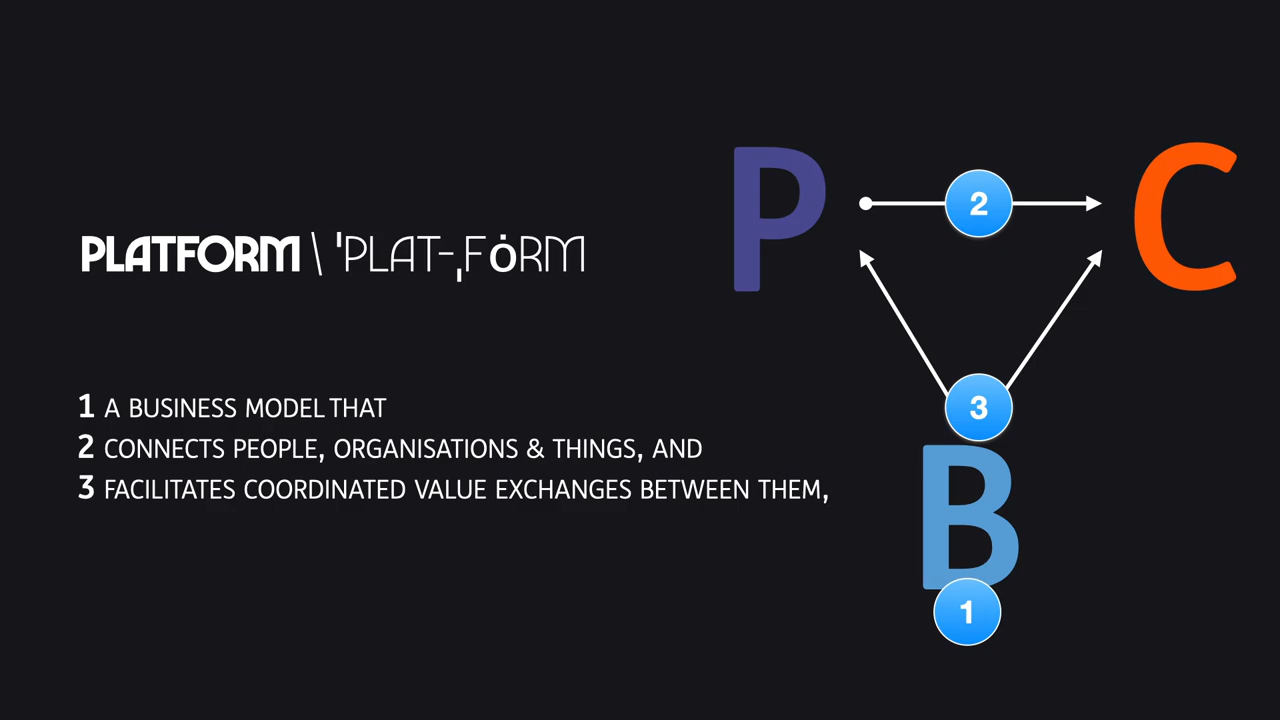 PLATFORM \ ˈPLAT-ˌFȮRM
1 A BUSINESS MODEL THAT
2 CONNECTS PEOPLE, ORGANISATIONS & THINGS, AND
3 FACILITATES COORDINATED VALUE EXCHANGES BETWEEN THEM,
P
2
C
3
B
1